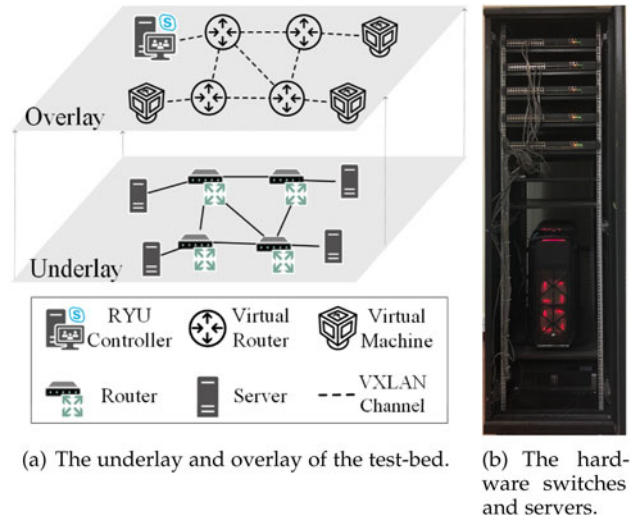 Overlay
Underlay
RYU
Controller
Virtual
Router
Virtual
Machine
Router
Server
VXLAN
Channel
(a) The underlay and overlay of the test-bed.
(b) The hard-
ware switches
and servers.